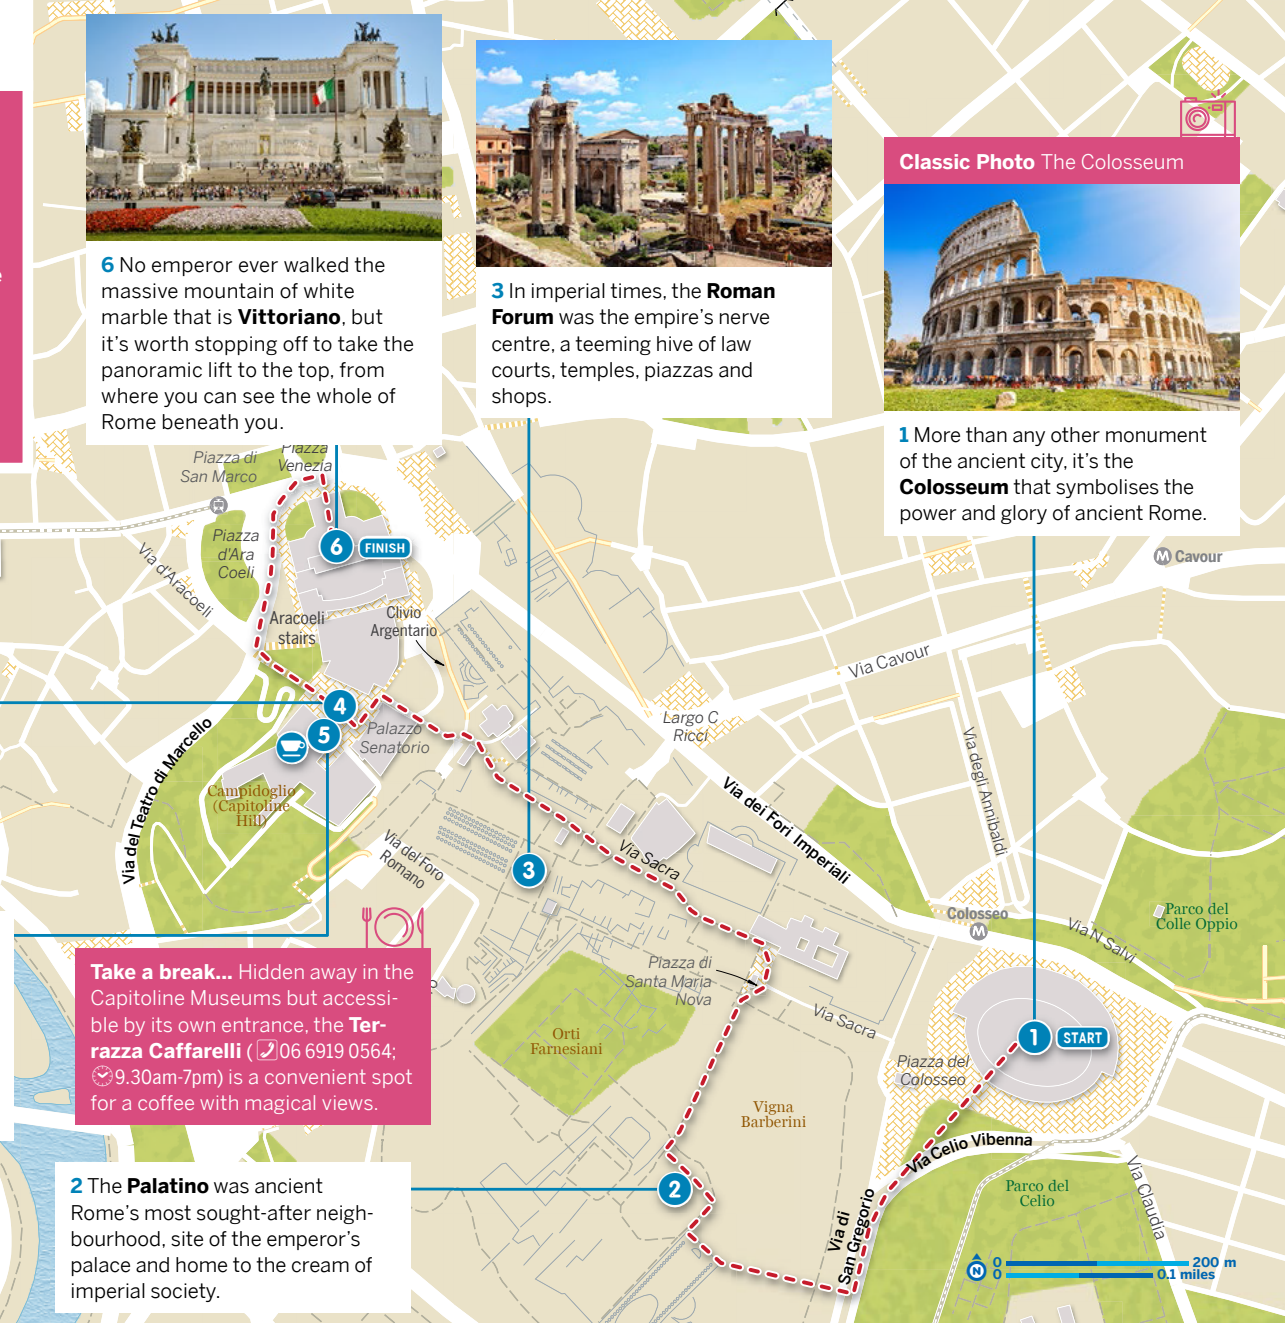 6 No emperor ever walked the
massive mountain of white
marble that is Vittoriano, but
it's worth stopping off to take the
panoramic lift to the top, from
where you can see the whole of
Rome beneath you.
3 In imperial times, the Roman
Forum was the empire's nerve
centre, a teeming hive of law
courts, temples, piazzas and
shops.
Classic Photo The Colosseum
1 More than any other monument
of the ancient city, it's the
Colosseum that symbolises the
power and glory of ancient Rome.
Piazza di
San Marco
Piazza
Venezia
Piazza
d'Ara
Coeli
Via d'Aracoeli
6 FINISH
Aracoeli
stairs
Clivio
Argentario
M Cavour
Via Cavour
Largo C
Ricci
Via degli Annibaldi
4
5
Palazzo
Senatorio
Via del Teatro di Marcello
Campidoglio
(Capitoline
Hill)
Via del Foro
Romano
3
Via Sacra
Via dei Fori Imperiali
Colosseo
M
Via N Salvi
Parco del
Colle Oppio
Piazza di
Santa Maria
Nova
Via Sacra
Orti
Farnesiani
1 START
Piazza del
Colosseo
Vigna
Barberini
Via Celio Vibenna
Parco del
Celio
Via Claudia
Via di
San Gregorio
2
Take a break... Hidden away in the
Capitoline Museums but accessi-
ble by its own entrance, the Ter-
razza Caffarelli (06 6919 0564;
9.30am-7pm) is a convenient spot
for a coffee with magical views.
2 The Palatino was ancient
Rome's most sought-after neigh-
bourhood, site of the emperor's
palace and home to the cream of
imperial society.
N
0 200 m
0 0.1 miles